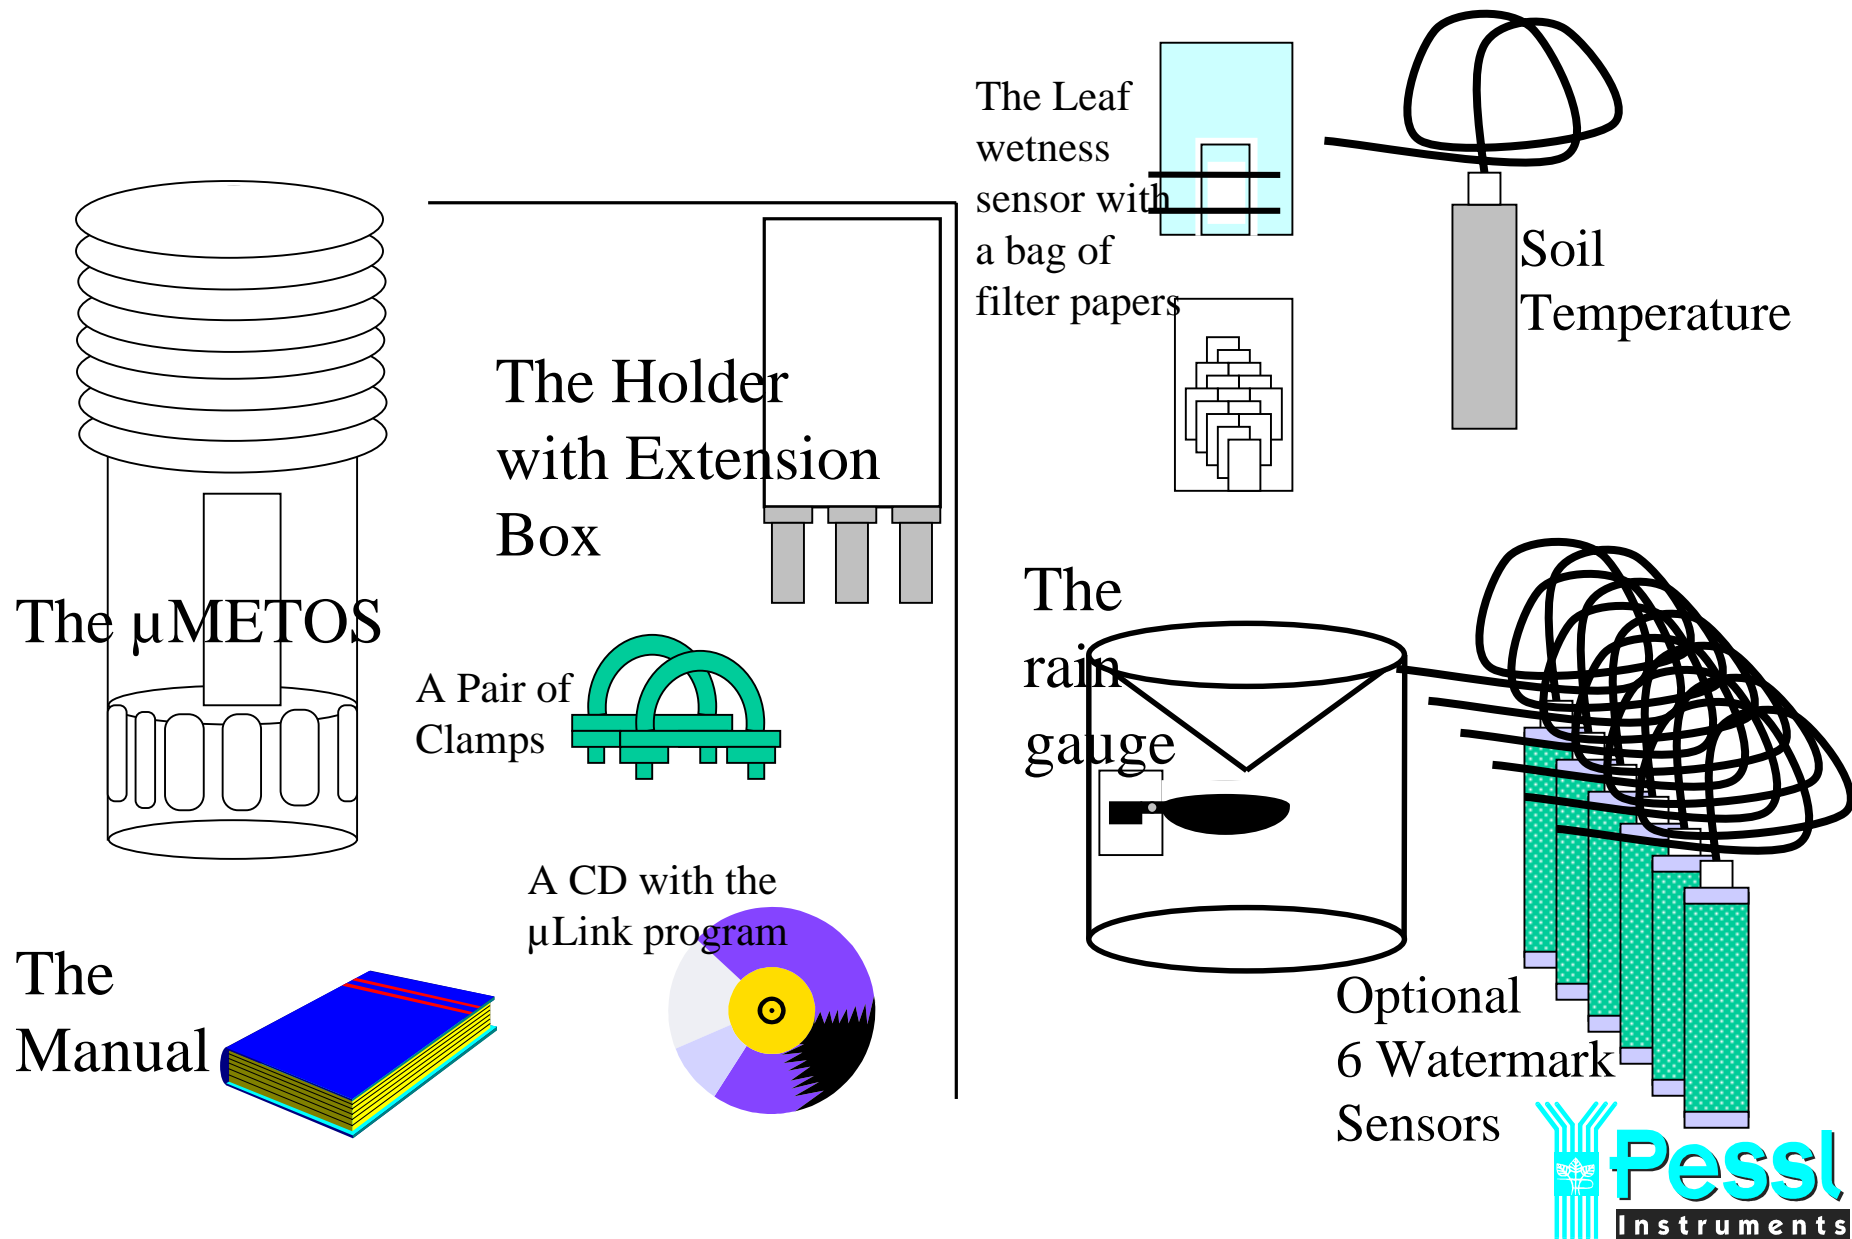 The Leaf
wetness
sensor with
a bag of
filter papers
Soil
Temperature
The Holder
with Extension
Box
The µMETOS
A Pair of
Clamps
The
rain
gauge
A CD with the
µLink program
The
Manual
Optional
6 Watermark
Sensors
Pessl
Instruments